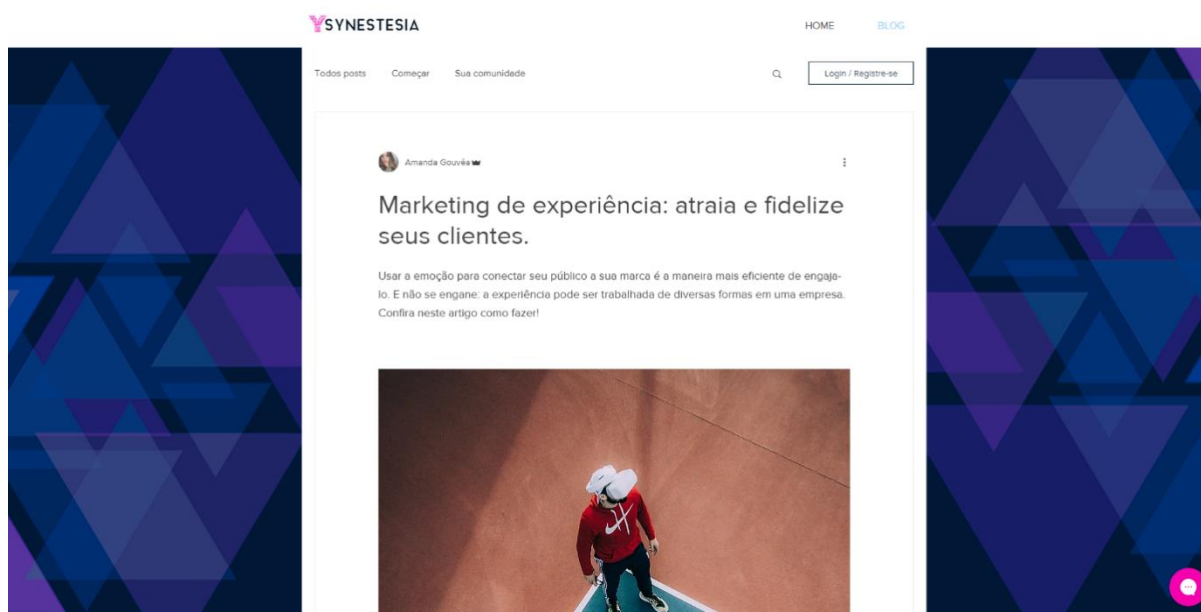 YSYNESTESIA
HOME BLOG
Todos posts Começar Sua comunidade Login / Registre-se
Amanda Gouvêa
Marketing de experiência: atraia e fidelize
seus clientes.
Usar a emoção para conectar seu público a sua marca é a maneira mais eficiente de engaja-
lo. E não se engane: a experiência pode ser trabalhada de diversas formas em uma empresa.
Confira neste artigo como fazer!